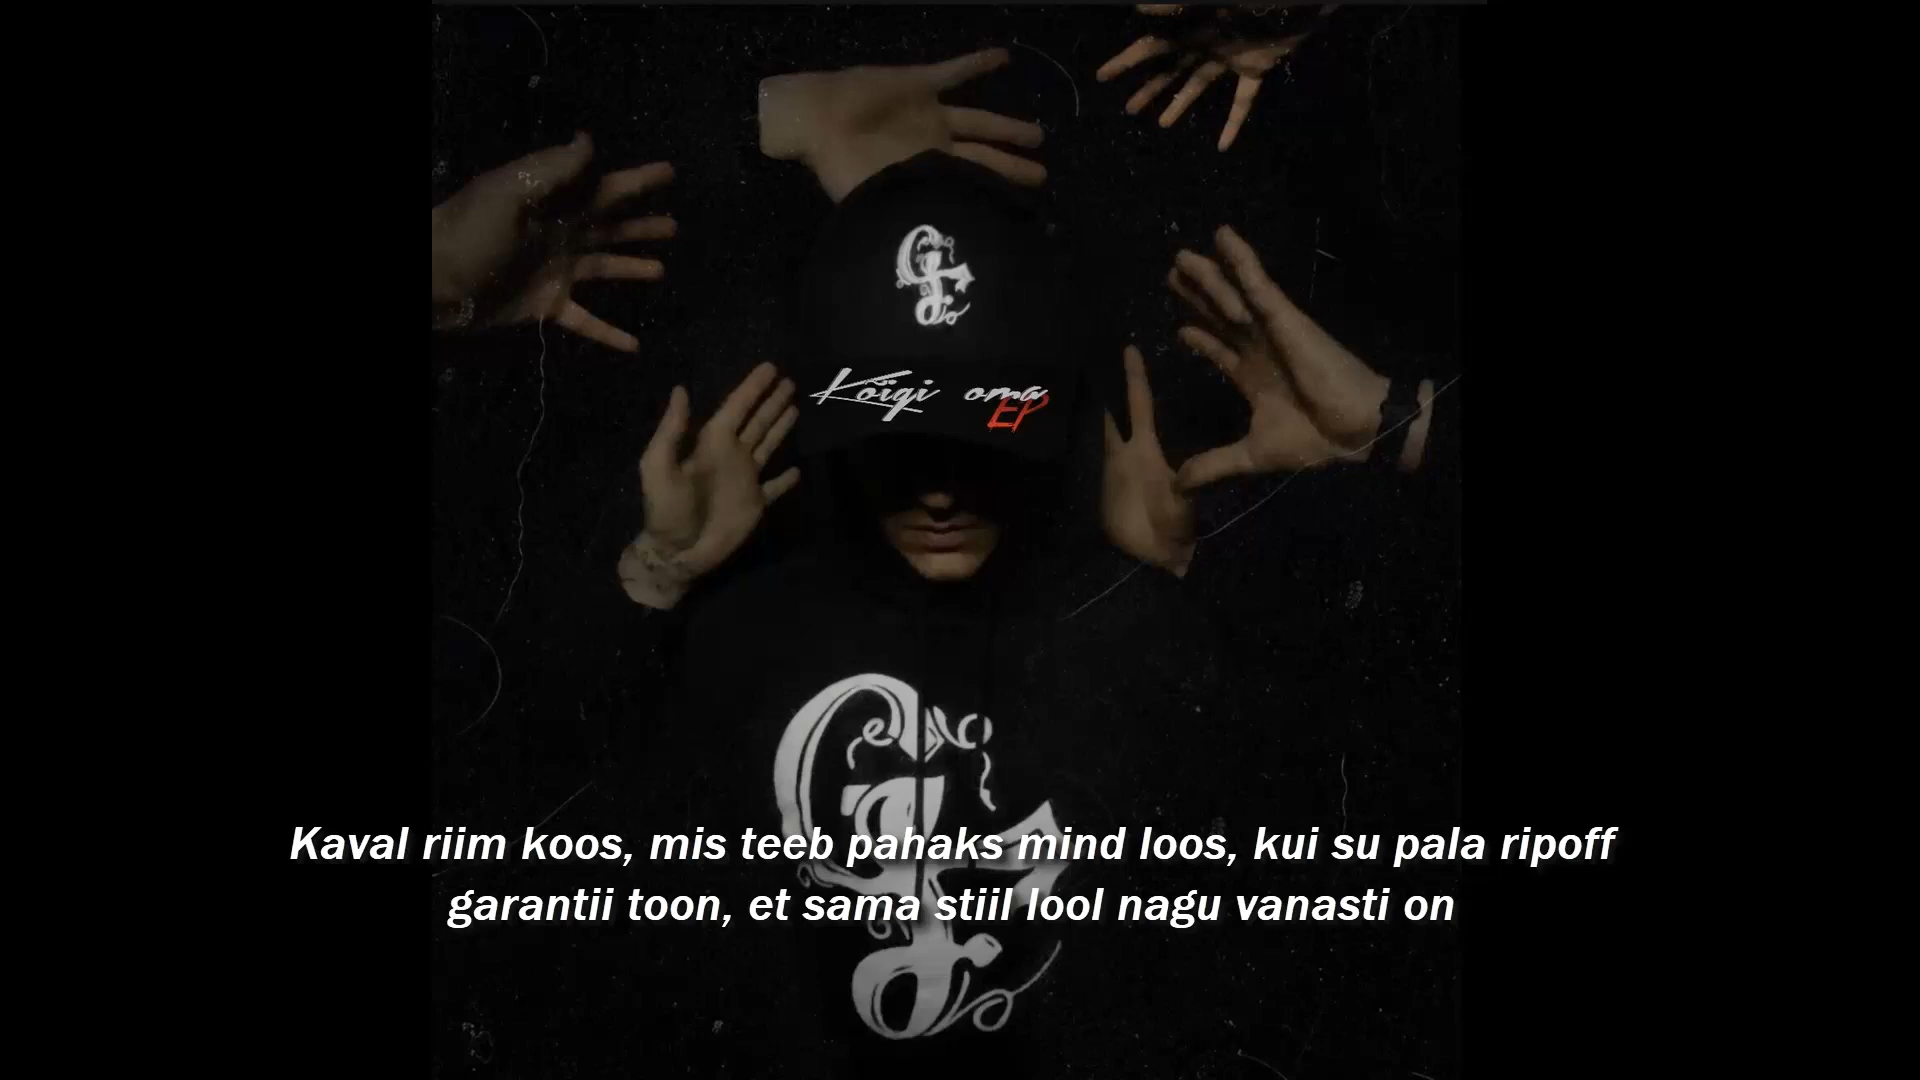 Kõigi oma
EP
Kaval riim koos, mis teeb pahaks mind loos, kui su pala ripoff
garantii toon, et sama stiil lool nagu vanasti on